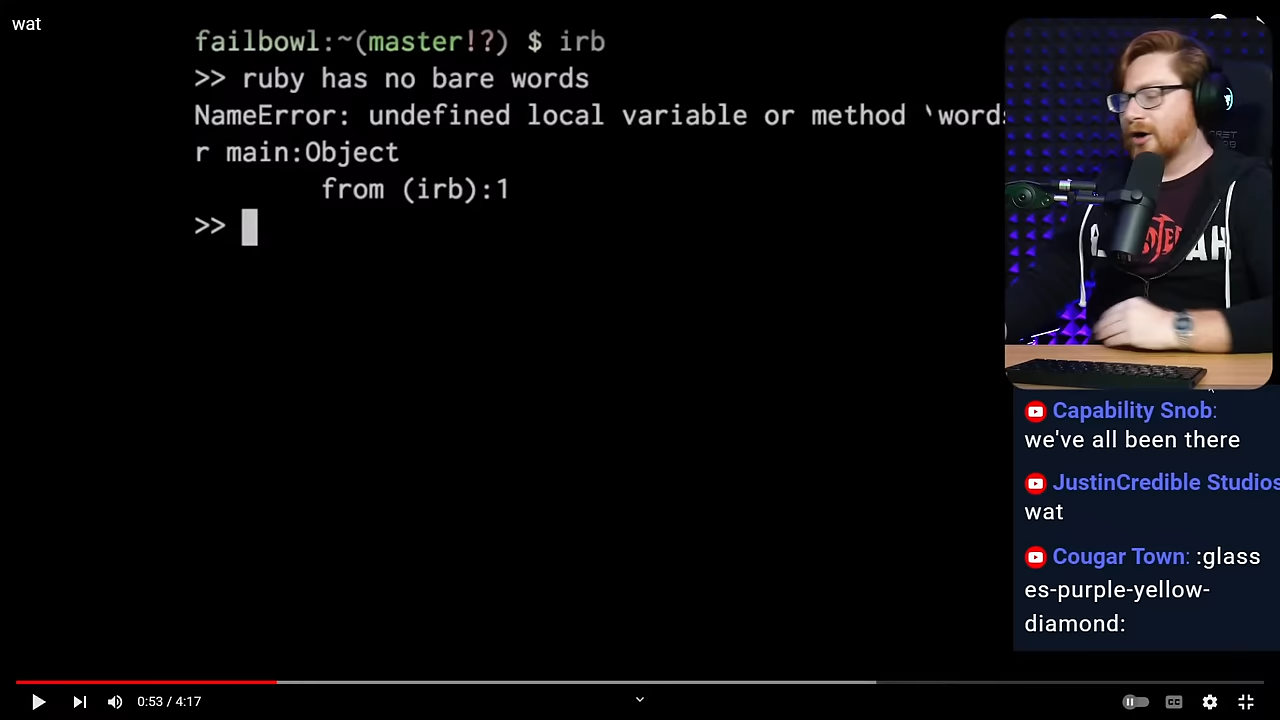 wat
failbowl:~(master!?) $ irb
>> ruby has no bare words
NameError: undefined local variable or method `words
r main:Object
from (irb):1
>>
Capability Snob:
we've all been there
JustinCredible Studios
wat
Cougar Town: :glass
es-purple-yellow-
diamond:
0:53 / 4:17
CC